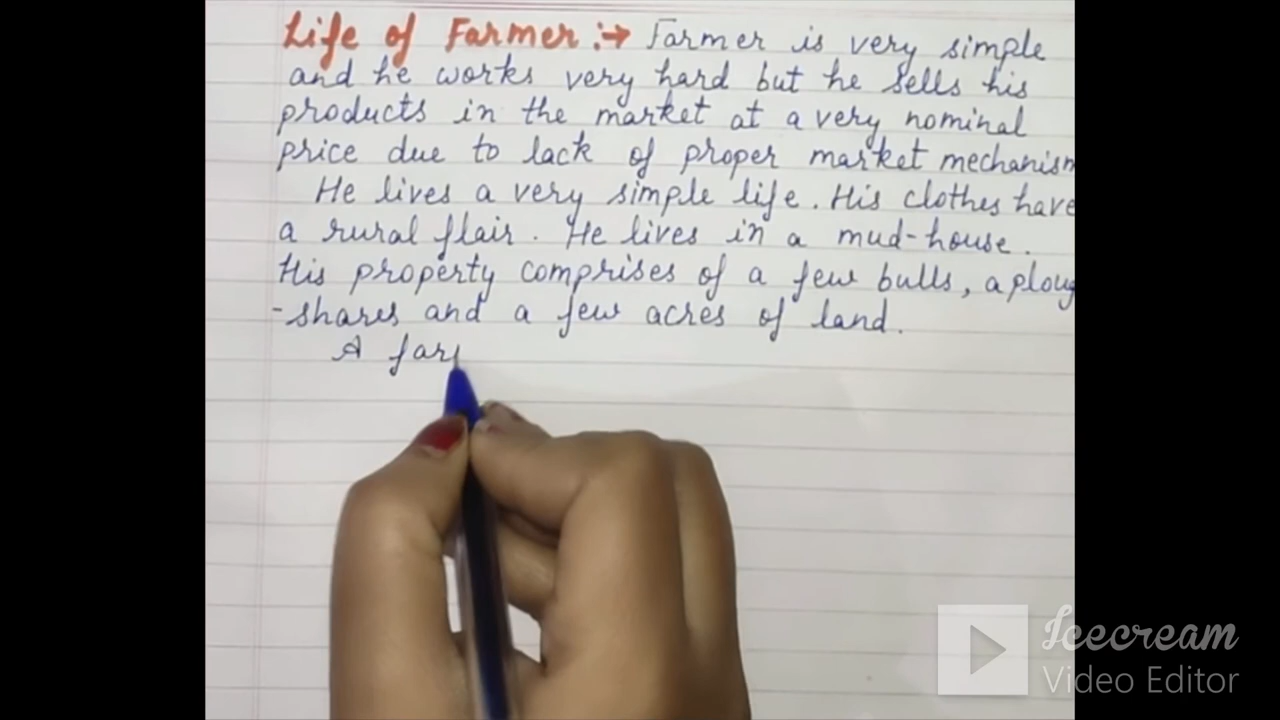 Life of Farmer :→ Farmer is very simple
and he works very hard but he sells his
products in the market at a very nominal
price due to lack of proper market mechanism
He lives a very simple life. His clothes have
a rural flair. He lives in a mud-house.
His property comprises of a few bulls, a ploug
-shares and a few acres of land.
A far
Icecream
Video Editor